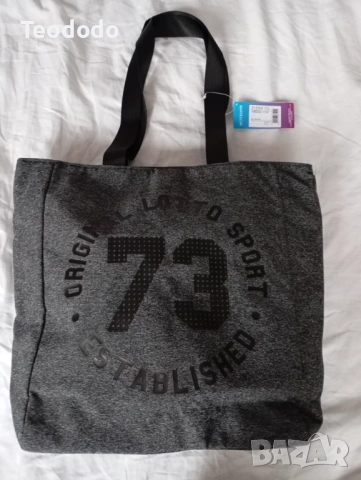 Teododo
ORIGINAL LOTTO SPORT
73
• ESTABLISHED •
BAZAR